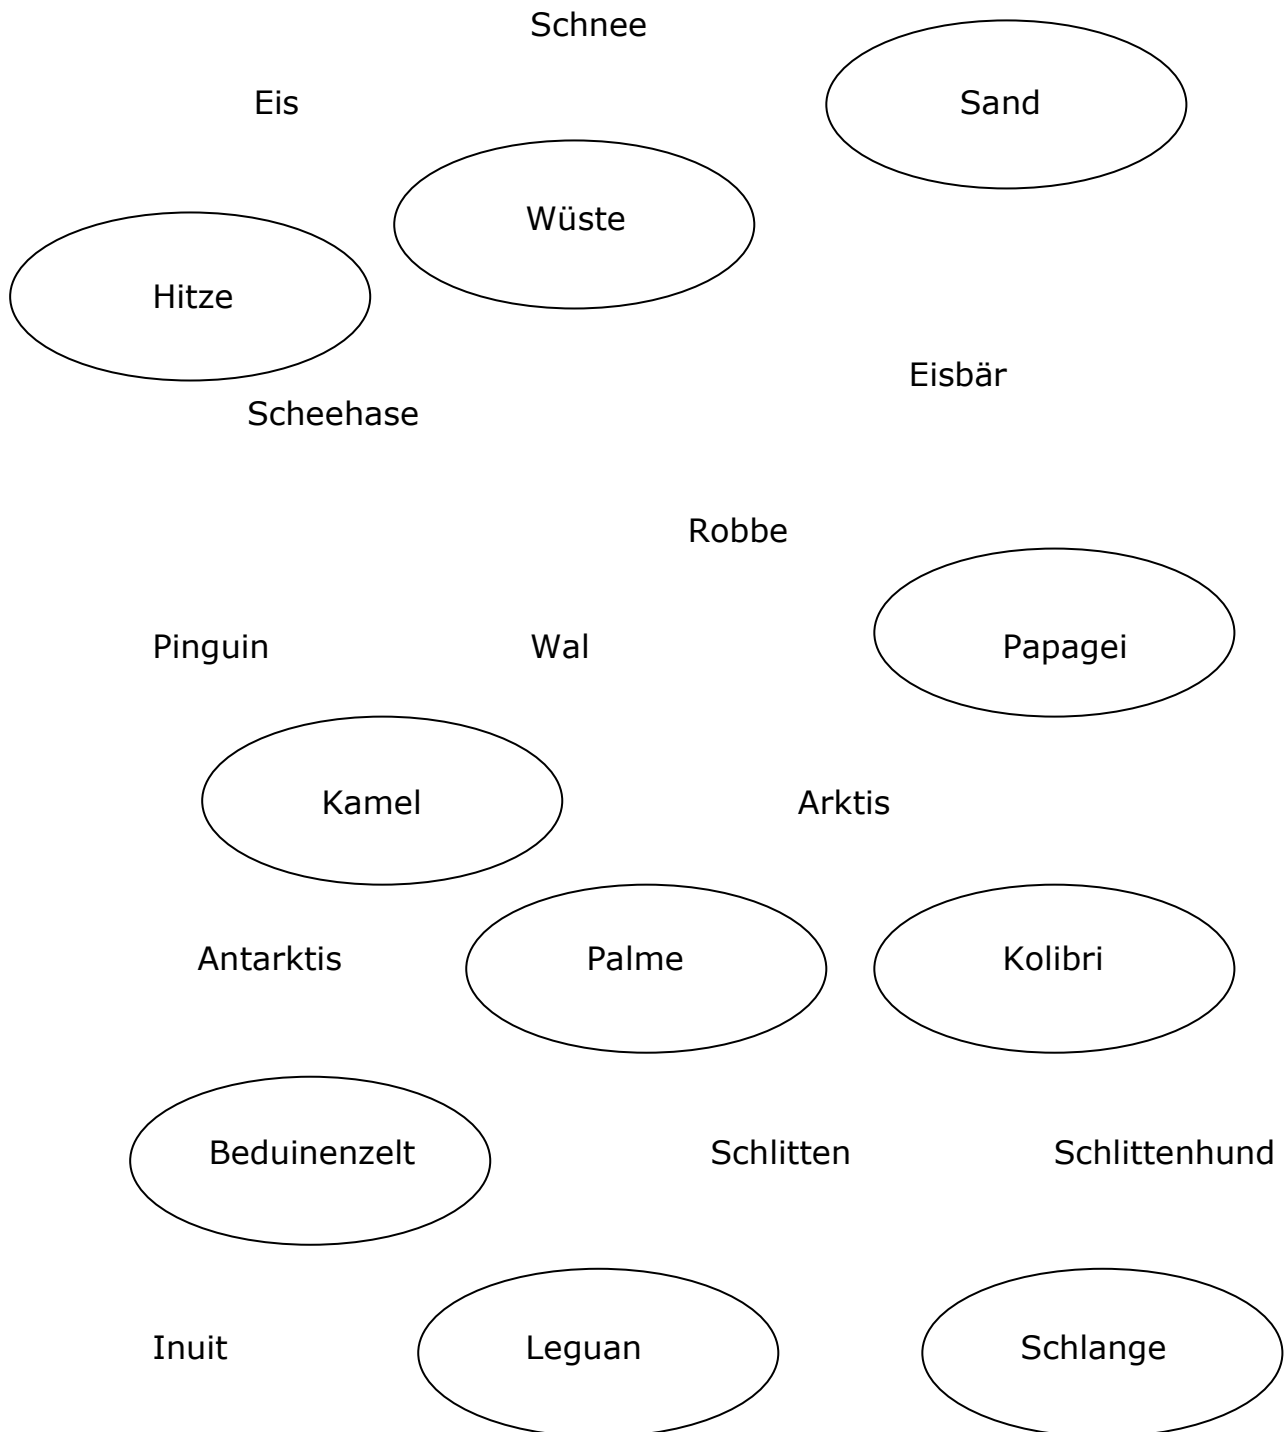 Schnee
Eis
Sand
Wüste
Hitze
Eisbär
Scheehase
Robbe
Pinguin Wal Papagei
Kamel Arktis
Antarktis Palme Kolibri
Beduinenzelt Schlitten Schlittenhund
Inuit Leguan Schlange